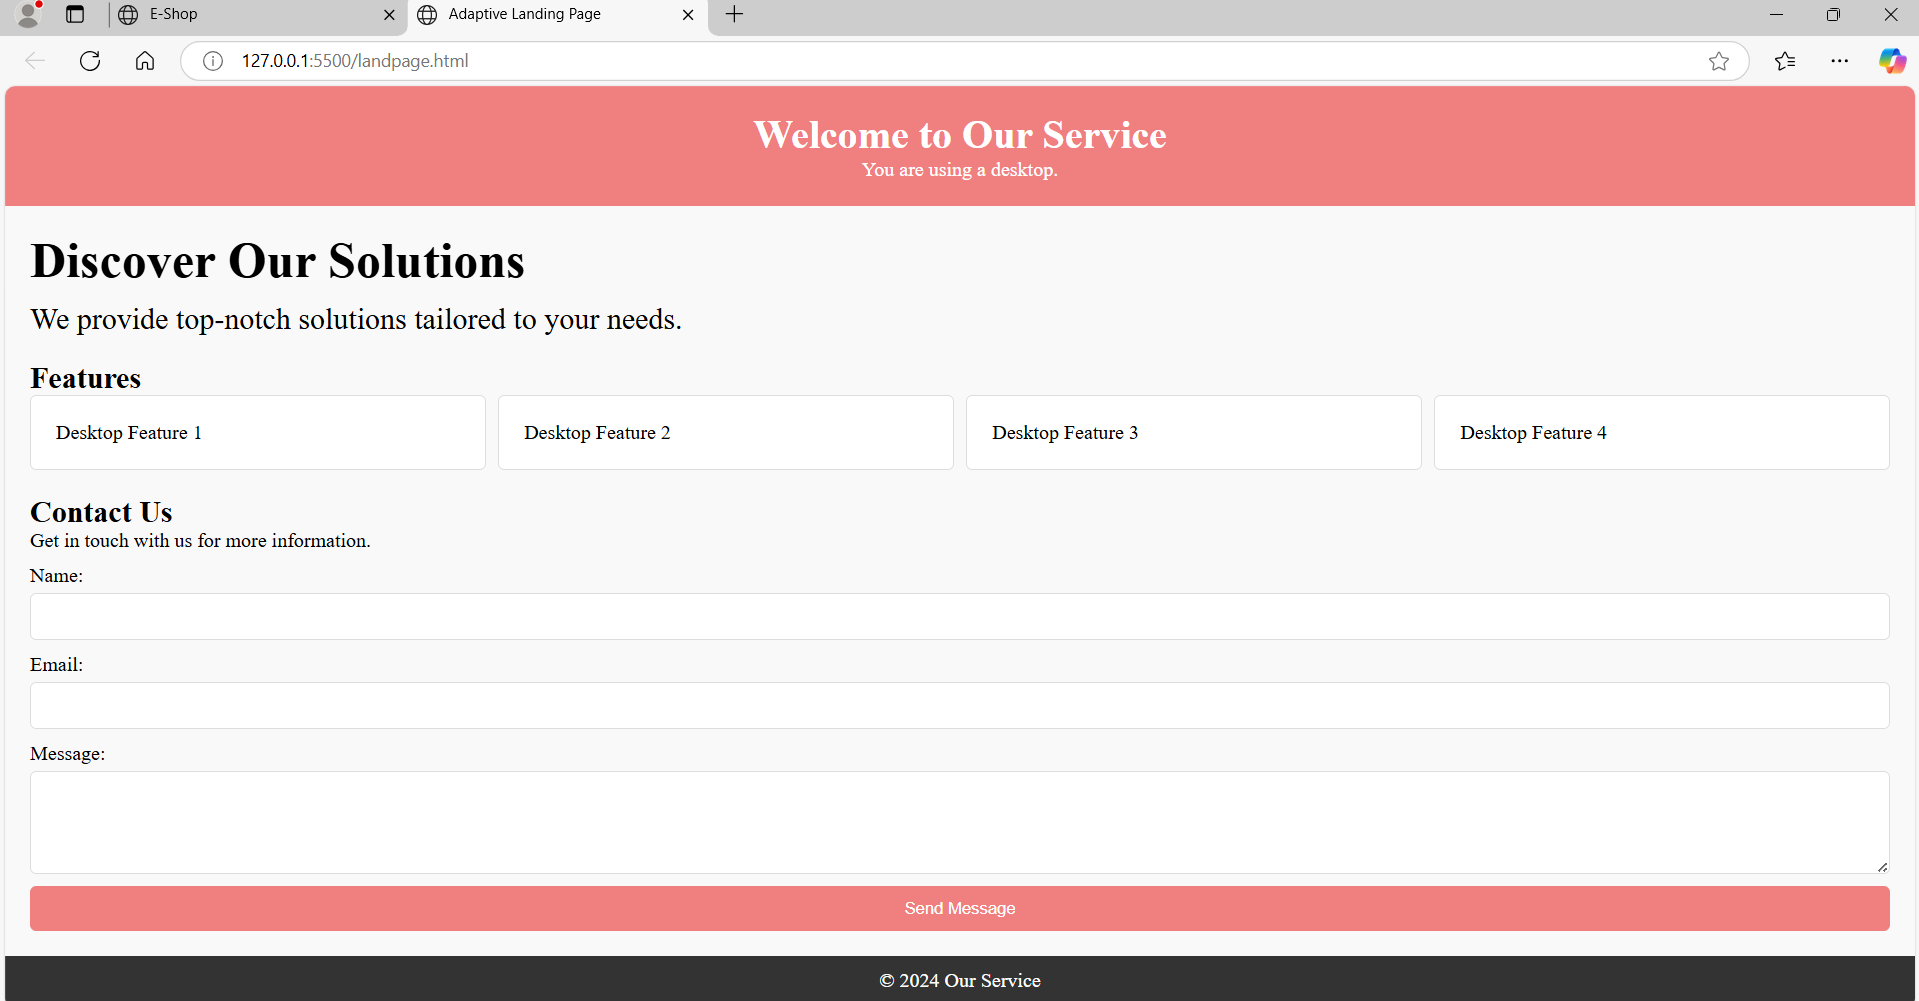 E-Shop
Adaptive Landing Page
127.0.0.1:5500/landpage.html
Welcome to Our Service
You are using a desktop.
Discover Our Solutions
We provide top-notch solutions tailored to your needs.
Features
Desktop Feature 1
Desktop Feature 2
Desktop Feature 3
Desktop Feature 4
Contact Us
Get in touch with us for more information.
Name:
Email:
Message:
Send Message
© 2024 Our Service